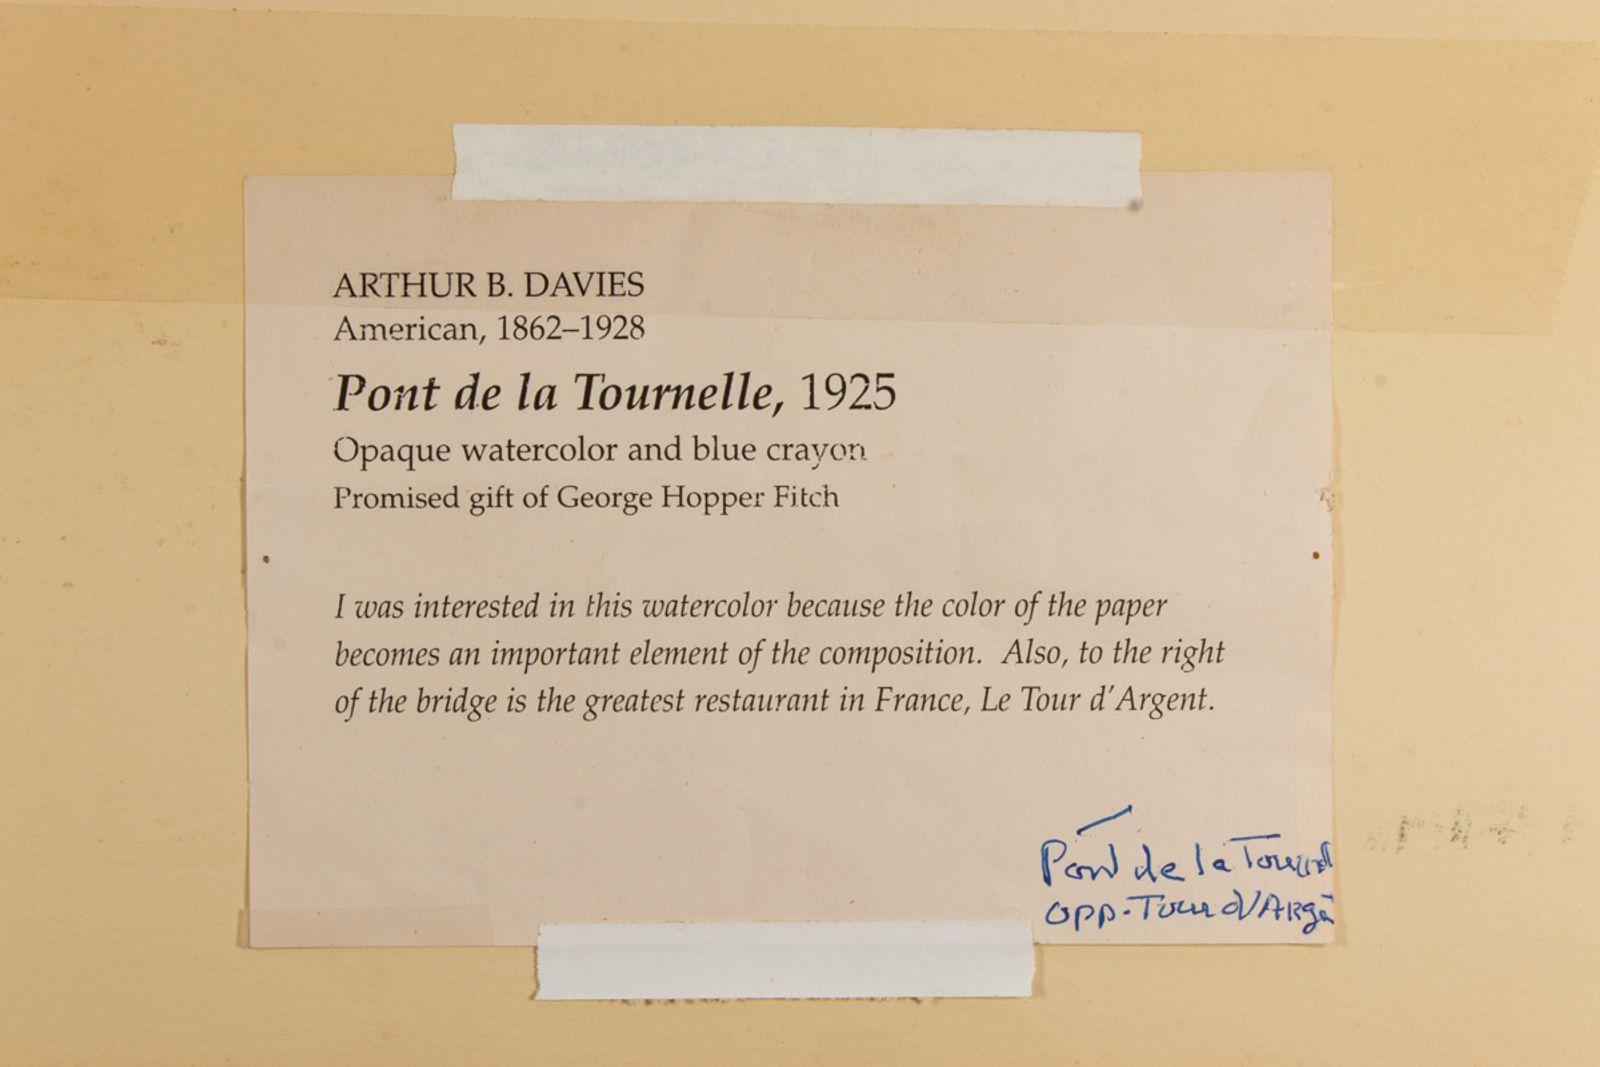 ARTHUR B. DAVIES
American, 1862–1928
Pont de la Tournelle, 1925
Opaque watercolor and blue crayon
Promised gift of George Hopper Fitch
I was interested in this watercolor because the color of the paper
becomes an important element of the composition. Also, to the right
of the bridge is the greatest restaurant in France, Le Tour d'Argent.
Pont de la
opp. Tour